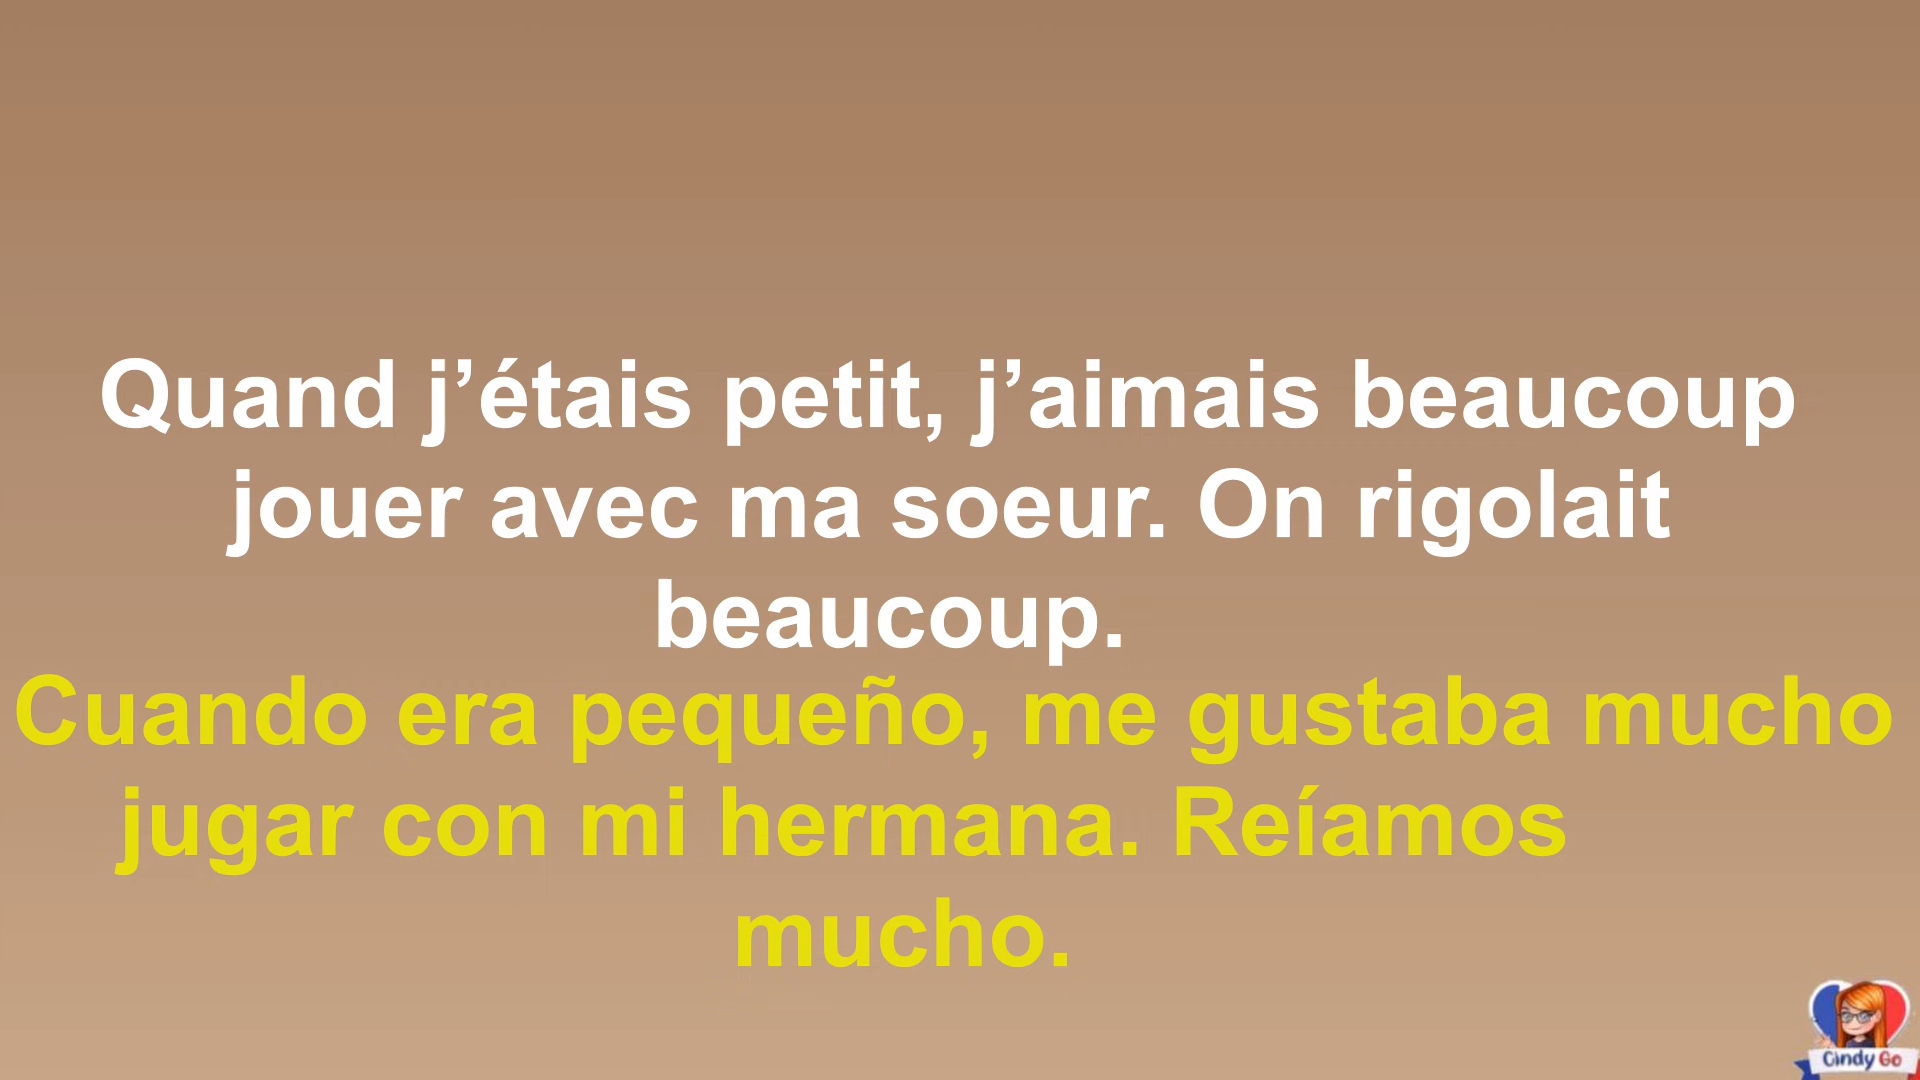 Quand j’étais petit, j’aimais beaucoup
jouer avec ma soeur. On rigolait
beaucoup.
Cuando era pequeño, me gustaba mucho
jugar con mi hermana. Reíamos
mucho.
Cindy Go